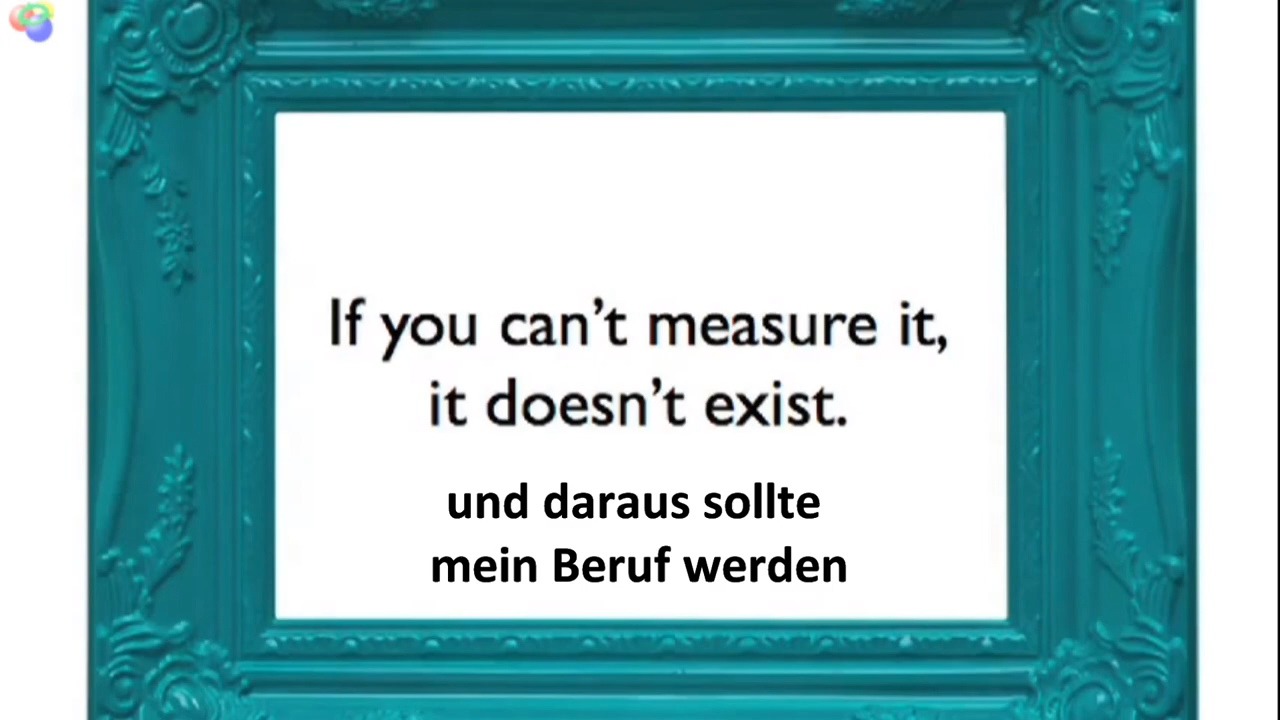 If you can’t measure it,
it doesn’t exist.
und daraus sollte
mein Beruf werden